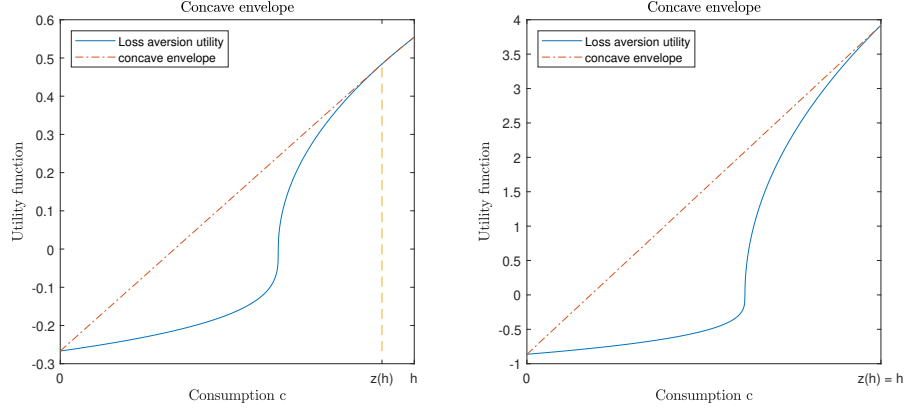 Concave envelope
Loss aversion utility
concave envelope
0.6
0.5
0.4
0.3
0.2
0.1
0
-0.1
-0.2
-0.3
Utility function
0 z(h) h
Consumption c
Concave envelope
Loss aversion utility
concave envelope
4
3.5
3
2.5
2
1.5
1
0.5
0
-0.5
-1
Utility function
0 z(h) = h
Consumption c